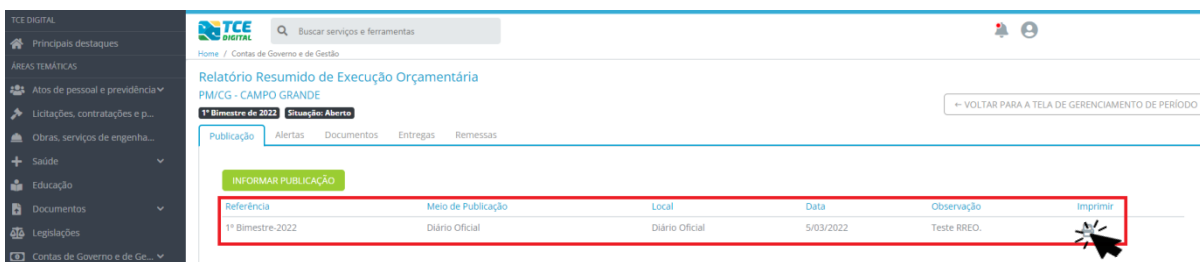 TCE DIGITAL
Principais destaques
ÁREAS TEMÁTICAS
Atos de pessoal e previdência
Licitações, contratações e p...
Obras, serviços de engenha...
Saúde
Educação
Documentos
Legislações
Contas de Governo e de Ge...
TCE
DIGITAL
Buscar serviços e ferramentas
Home / Contas de Governo e de Gestão
Relatório Resumido de Execução Orçamentária
PM/CG - CAMPO GRANDE
1º Bimestre de 2022 Situação: Aberto
← VOLTAR PARA A TELA DE GERENCIAMENTO DE PERÍODO
Publicação Alertas Documentos Entregas Remessas
INFORMAR PUBLICAÇÃO
Referência Meio de Publicação Local Data Observação Imprimir
1º Bimestre-2022 Diário Oficial Diário Oficial 5/03/2022 Teste RREO.